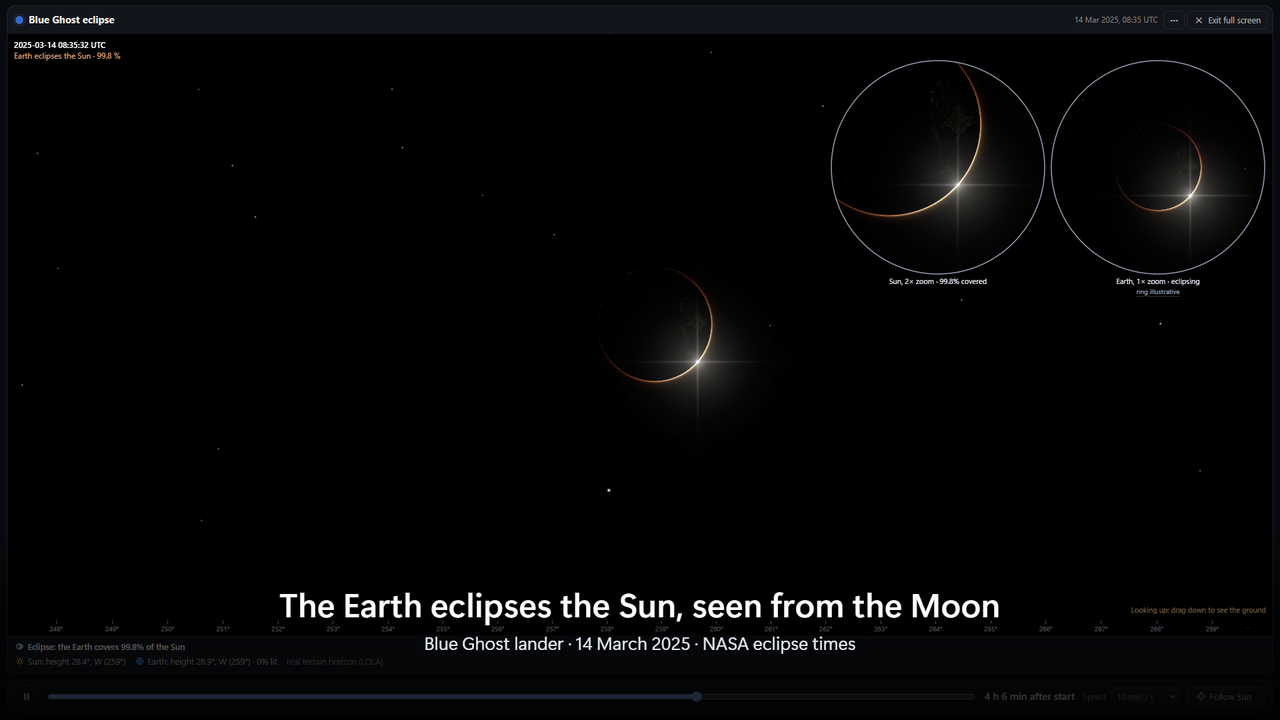 Blue Ghost eclipse
14 Mar 2025, 08:35 UTC
Exit full screen
2025-03-14 08:35:32 UTC
Earth eclipses the Sun · 99.8 %
Sun, 2× zoom · 99.8% covered
Earth, 1× zoom · eclipsing
ring illustrative
The Earth eclipses the Sun, seen from the Moon
Looking up: drag down to see the ground
248° 249° 250° 251° 252° 253° 254° 255° 256° 257° 258° 259° 260° 261° 262° 263° 264° 265° 266° 267° 268° 269°
Blue Ghost lander · 14 March 2025 · NASA eclipse times
Eclipse: the Earth covers 99.8% of the Sun
Sun: height 28.4°, W (259°) Earth: height 28.9°, W (259°) · 0% lit real terrain horizon (LOLA)
4 h 6 min after start Speed 10 min / s Follow Sun